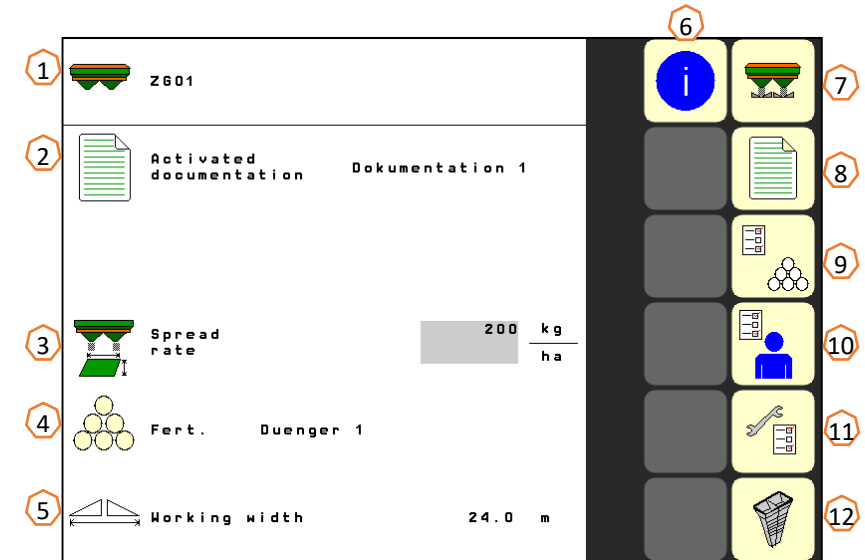 6
1
ZG01
i
7
2
Activated
documentation
Dokumentation 1
8
9
3
Spread
rate
200
kg
ha
10
4
Fert.
Duenger 1
11
5
Working width
24.0 m
12